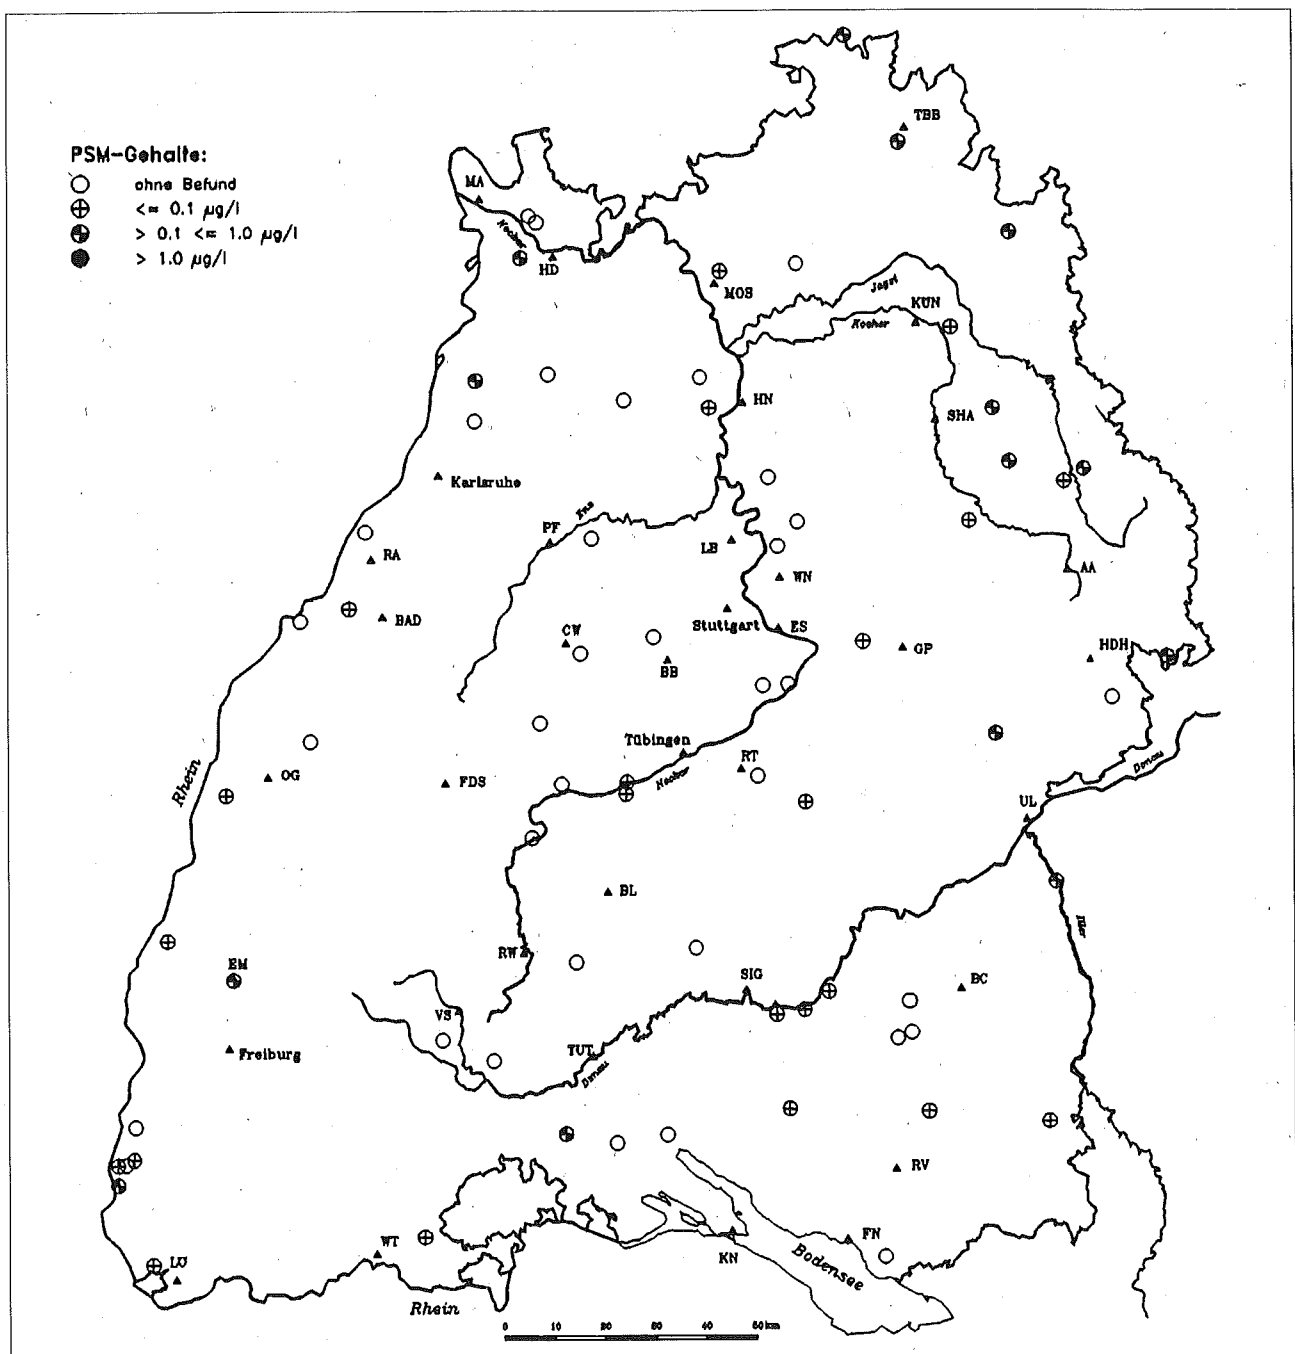 PSM-Gehalte:
ohne Befund
<= 0.1 µg/l
> 0.1 <= 1.0 µg/l
> 1.0 µg/l
TBB
MA
Neckar
HD
MOS
Jagst
KÜN
Kocher
HN
SHA
Karlsruhe
PF
Enz
LB
RA
WN
AA
BAD
Stuttgart
ES
CW
BB
GP
HDH
Tübingen
Rhein
OG
FDS
Neckar
RT
Donau
UL
BL
Iller
RW
EM
SIG
BC
VS
Freiburg
TUT
Donau
RV
WT
LÖ
KN
FN
Bodensee
Rhein
0 10 20 30 40 50 km